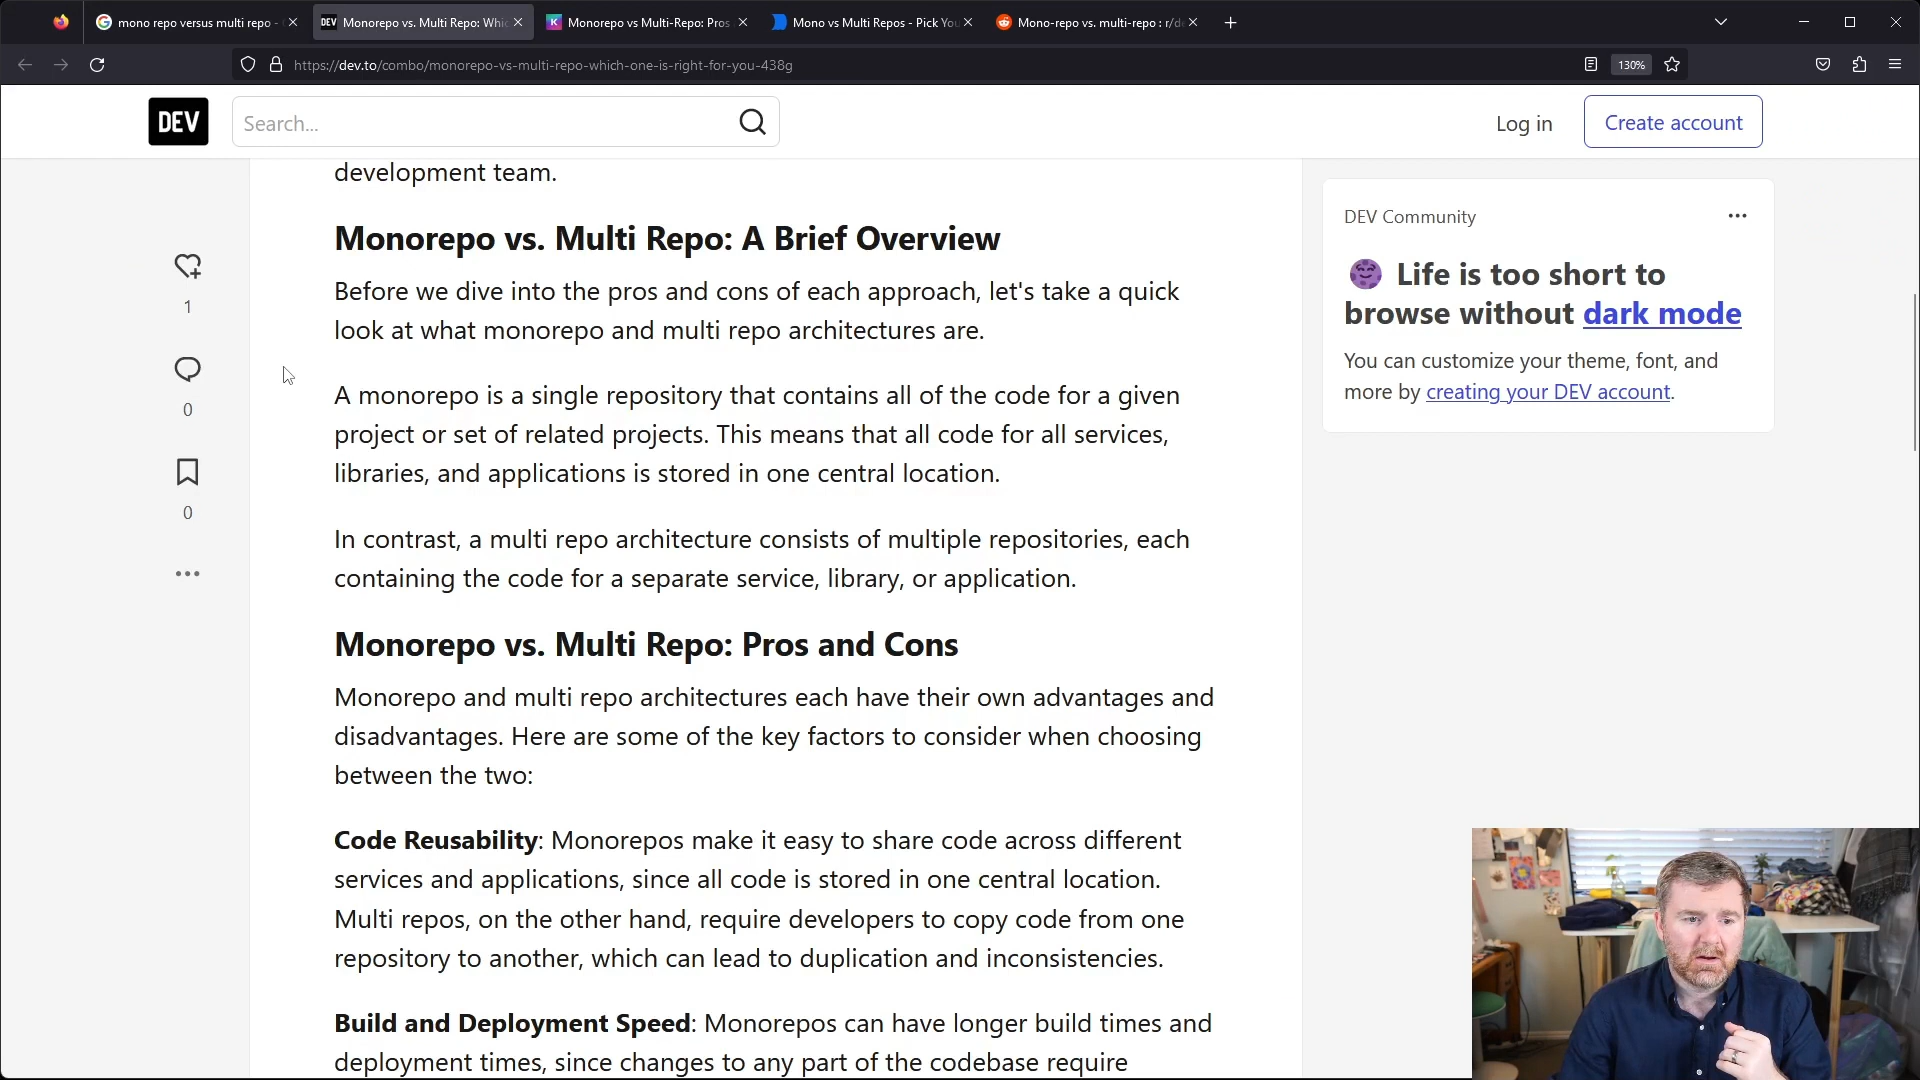 mono repo versus multi repo -
Monorepo vs. Multi Repo: Whic
Monorepo vs Multi-Repo: Pros
Mono vs Multi Repos - Pick You
Mono-repo vs. multi-repo : r/de
https://dev.to/combo/monorepo-vs-multi-repo-which-one-is-right-for-you-438g
130%
DEV
Search...
Log in
Create account
development team.
Monorepo vs. Multi Repo: A Brief Overview
Before we dive into the pros and cons of each approach, let's take a quick
look at what monorepo and multi repo architectures are.
A monorepo is a single repository that contains all of the code for a given
project or set of related projects. This means that all code for all services,
libraries, and applications is stored in one central location.
In contrast, a multi repo architecture consists of multiple repositories, each
containing the code for a separate service, library, or application.
Monorepo vs. Multi Repo: Pros and Cons
Monorepo and multi repo architectures each have their own advantages and
disadvantages. Here are some of the key factors to consider when choosing
between the two:
Code Reusability: Monorepos make it easy to share code across different
services and applications, since all code is stored in one central location.
Multi repos, on the other hand, require developers to copy code from one
repository to another, which can lead to duplication and inconsistencies.
Build and Deployment Speed: Monorepos can have longer build times and
deployment times, since changes to any part of the codebase require
1
0
0
DEV Community
Life is too short to
browse without dark mode
You can customize your theme, font, and
more by creating your DEV account.